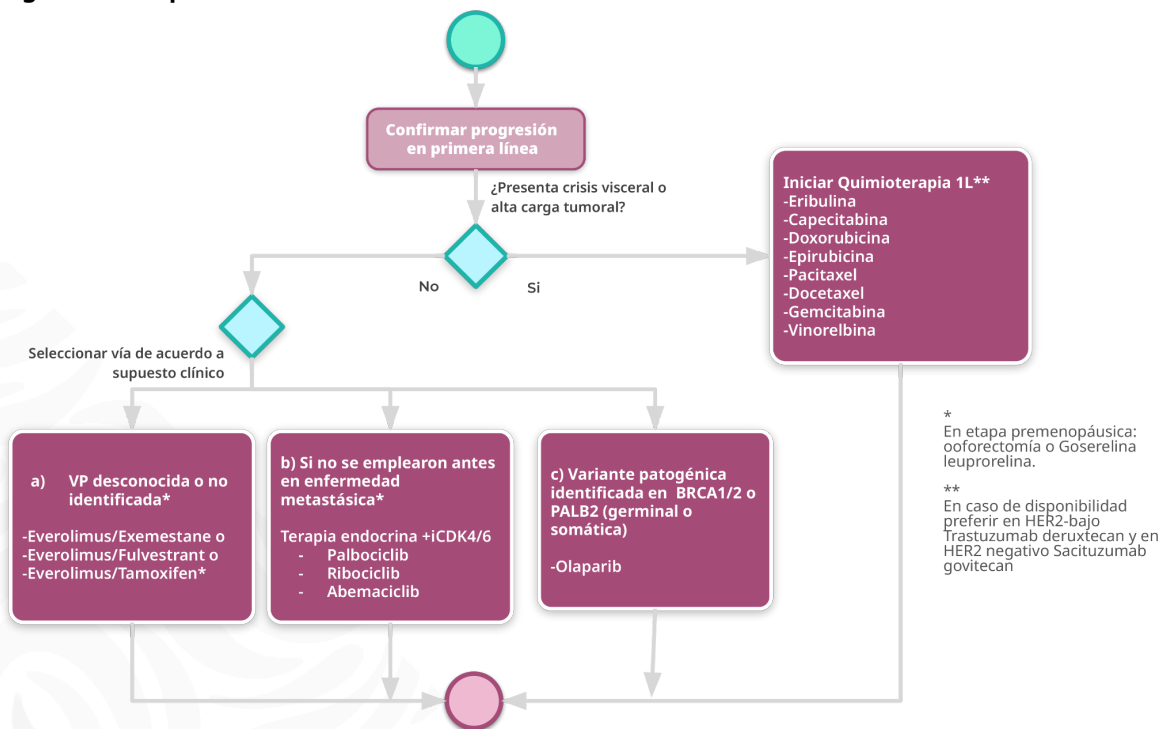 Confirmar progresión
en primera línea
¿Presenta crisis visceral o
alta carga tumoral?
No
Si
Iniciar Quimioterapia 1L**
-Eribulina
-Capecitabina
-Doxorubicina
-Epirubicina
-Pacitaxel
-Docetaxel
-Gemcitabina
-Vinorelbina
Seleccionar vía de acuerdo a
supuesto clínico
a) VP desconocida o no
identificada*
-Everolimus/Exemestane o
-Everolimus/Fulvestrant o
-Everolimus/Tamoxifen*
b) Si no se emplearon antes
en enfermedad
metastásica*
Terapia endocrina +iCDK4/6
- Palbociclib
- Ribociclib
- Abemaciclib
c) Variante patogénica
identificada en BRCA1/2 o
PALB2 (germinal o
somática)
-Olaparib
*
En etapa premenopáusica:
ooforectomía o Goserelina
leuprorelina.
**
En caso de disponibilidad
preferir en HER2-bajo
Trastuzumab deruxtecan y en
HER2 negativo Sacituzumab
govitecan